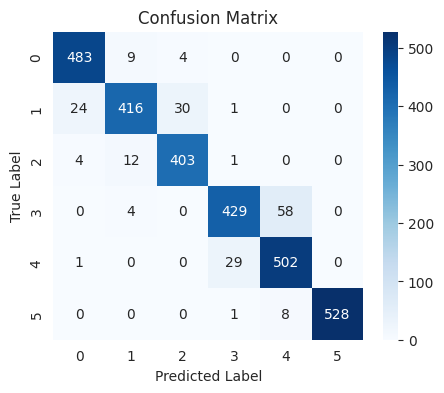 Confusion Matrix
0 483 9 4 0 0 0
1 24 416 30 1 0 0
2 4 12 403 1 0 0
3 0 4 0 429 58 0
4 1 0 0 29 502 0
5 0 0 0 1 8 528
0 1 2 3 4 5
True Label
Predicted Label
500
400
300
200
100
0